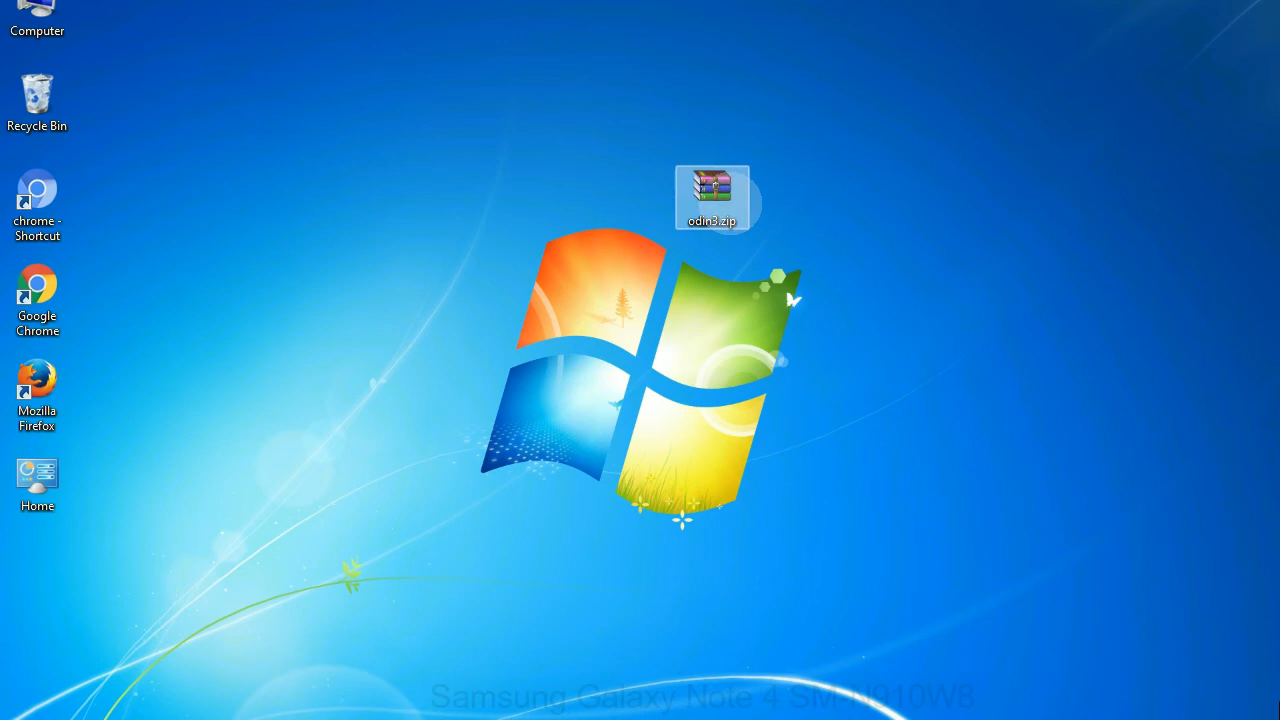 Computer
Recycle Bin
chrome -
Shortcut
Google
Chrome
Mozilla
Firefox
Home
odin3.zip
Samsung Galaxy Note 4 SM-N910W8